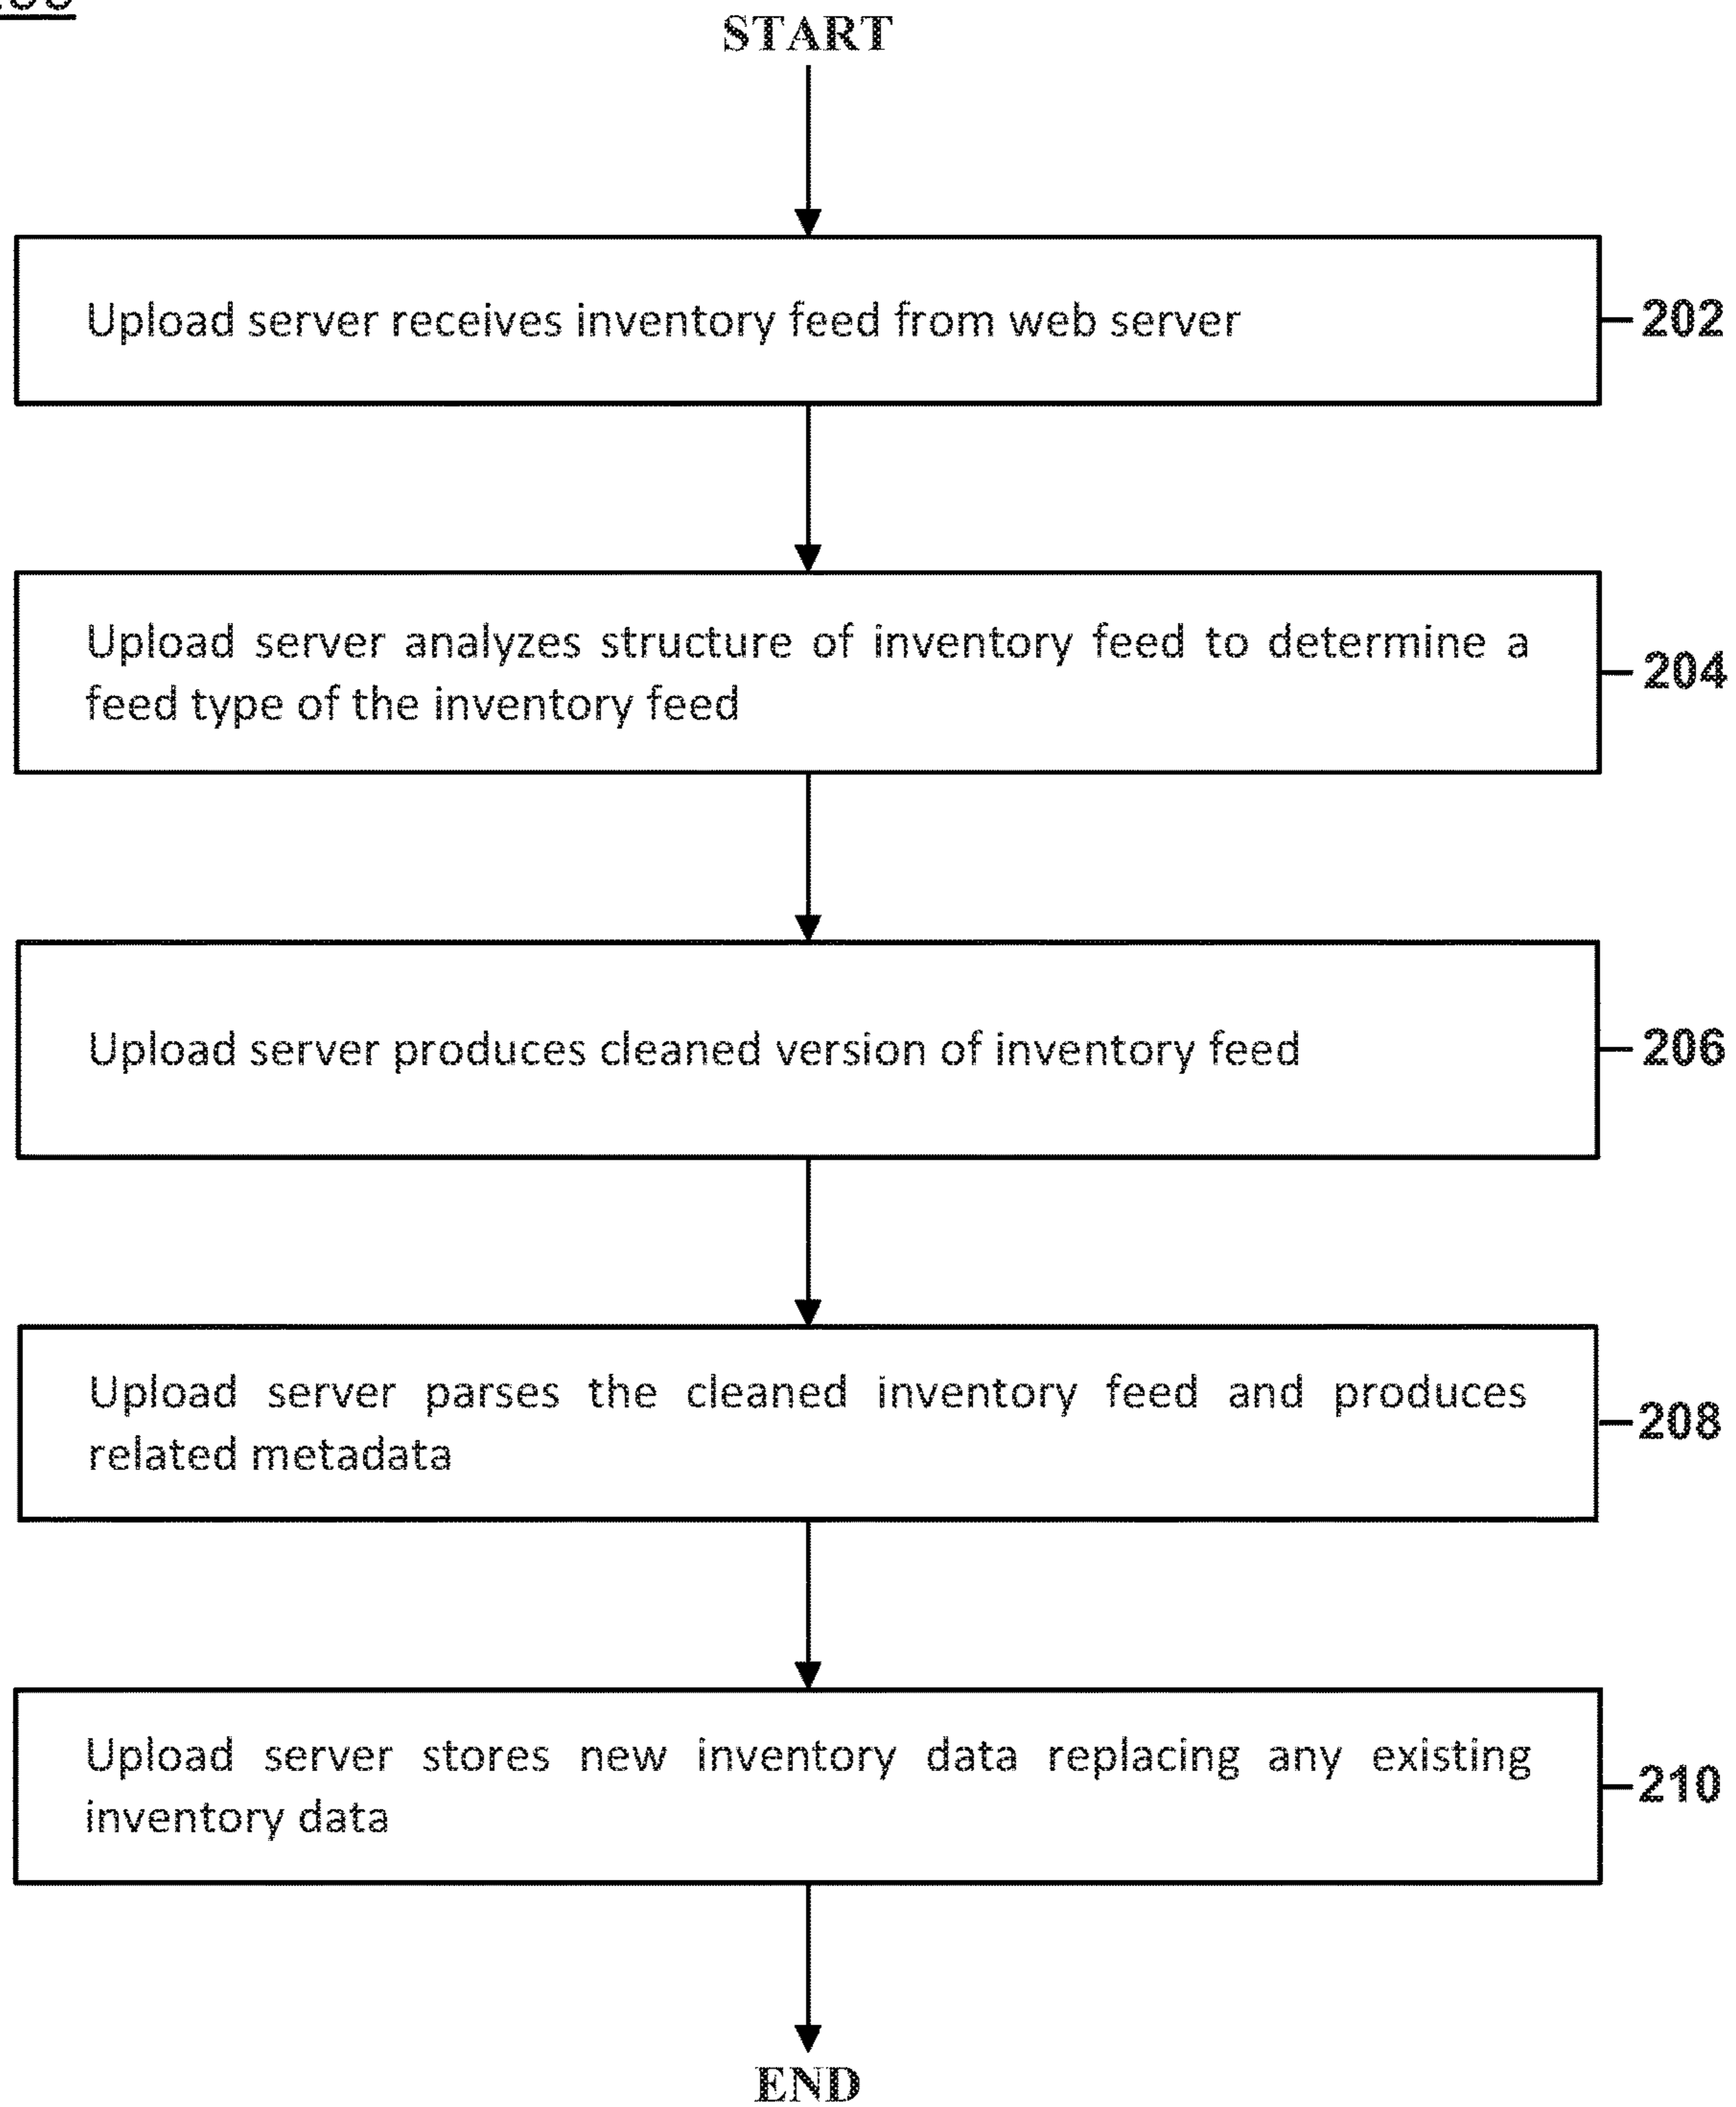 START
Upload server receives inventory feed from web server
202
Upload server analyzes structure of inventory feed to determine a
feed type of the inventory feed
204
Upload server produces cleaned version of inventory feed
206
Upload server parses the cleaned inventory feed and produces
related metadata
208
Upload server stores new inventory data replacing any existing
inventory data
210
END